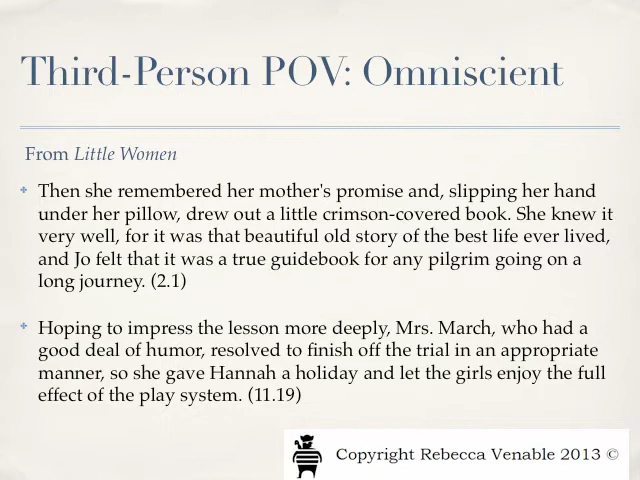 Third-Person POV: Omniscient
From Little Women
Then she remembered her mother's promise and, slipping her hand
under her pillow, drew out a little crimson-covered book. She knew it
very well, for it was that beautiful old story of the best life ever lived,
and Jo felt that it was a true guidebook for any pilgrim going on a
long journey. (2.1)
Hoping to impress the lesson more deeply, Mrs. March, who had a
good deal of humor, resolved to finish off the trial in an appropriate
manner, so she gave Hannah a holiday and let the girls enjoy the full
effect of the play system. (11.19)
Copyright Rebecca Venable 2013 ©